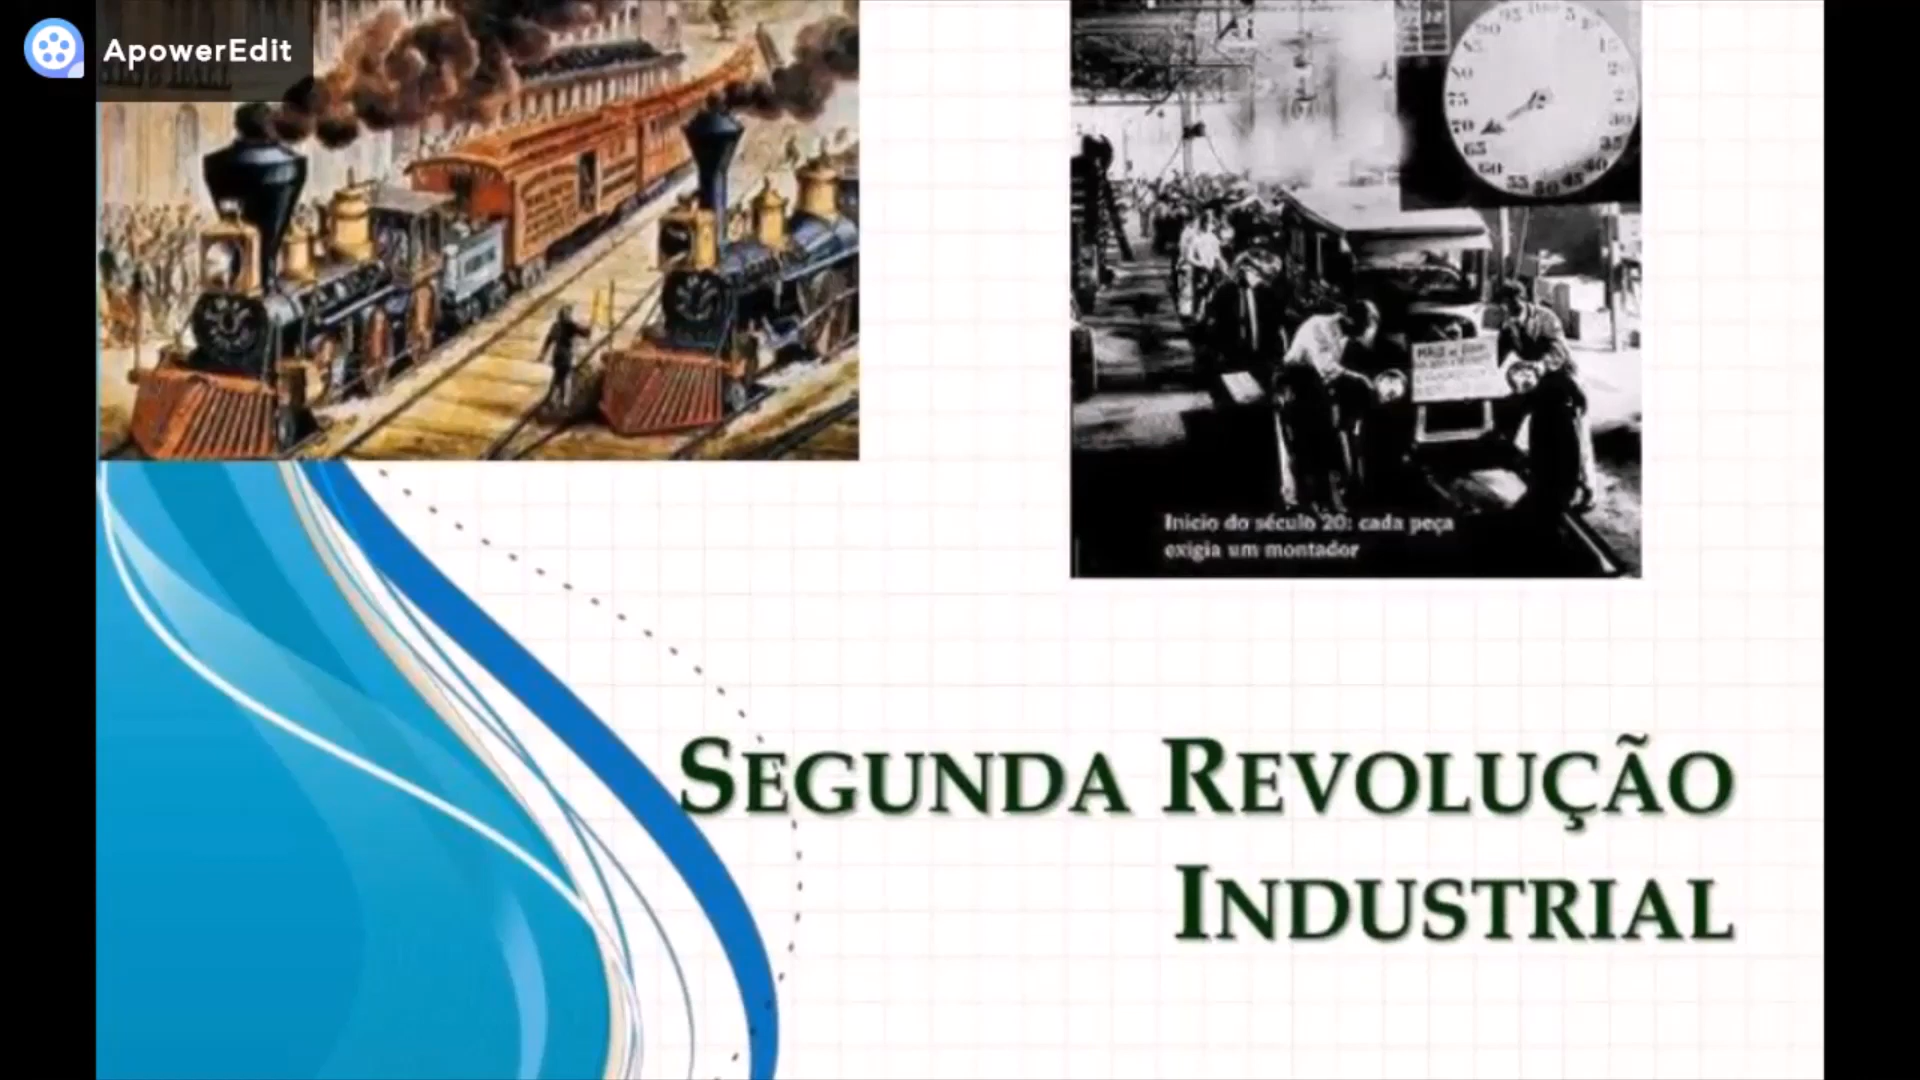 ApowerEdit
Inicio do século 20: cada peça
exigia um montador
SEGUNDA REVOLUÇÃO
INDUSTRIAL